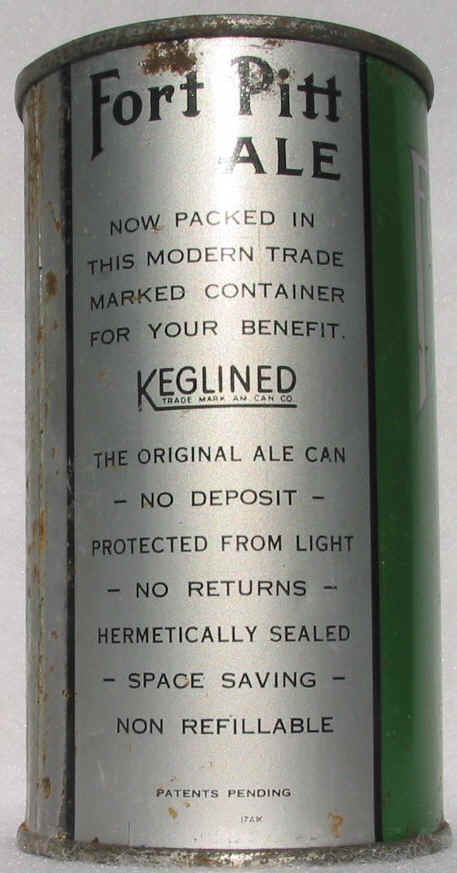 Fort Pitt
ALE
NOW PACKED IN
THIS MODERN TRADE
MARKED CONTAINER
FOR YOUR BENEFIT.
KEGLINED
TRADE MARK AM. CAN CO.
THE ORIGINAL ALE CAN
– NO DEPOSIT –
PROTECTED FROM LIGHT
– NO RETURNS –
HERMETICALLY SEALED
– SPACE SAVING –
NON REFILLABLE
PATENTS PENDING